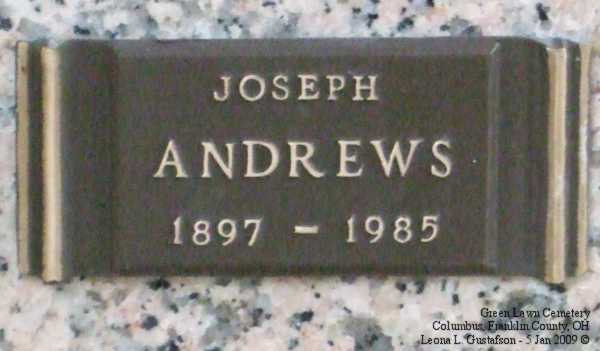 JOSEPH
ANDREWS
1897 - 1985
Green Lawn Cemetery
Columbus, Franklin County, OH
Leona L. Gustafson - 5 Jan 2009 ©